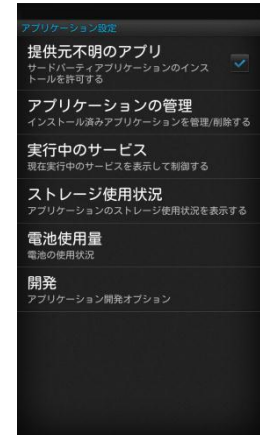 アプリケーション設定
提供元不明のアプリ
サードパーティアプリケーションのインス
トールを許可する
アプリケーションの管理
インストール済みアプリケーションを管理/削除する
実行中のサービス
現在実行中のサービスを表示して制御する
ストレージ使用状況
アプリケーションのストレージ使用状況を表示する
電池使用量
電池の使用状況
開発
アプリケーション開発オプション